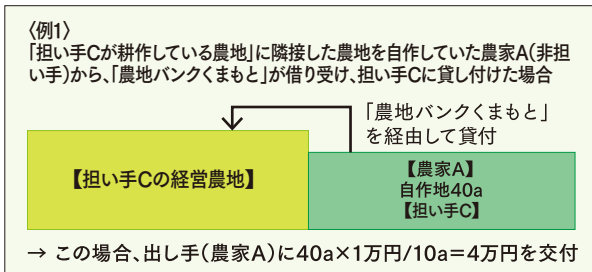 〈例1〉
「担い手Cが耕作している農地」に隣接した農地を自作していた農家A(非担
い手)から、「農地バンクくまもと」が借り受け、担い手Cに貸し付けた場合
「農地バンクくまもと」
を経由して貸付
【担い手Cの経営農地】
【農家A】
自作地40a
【担い手C】
→ この場合、出し手(農家A)に40a×1万円/10a=4万円を交付